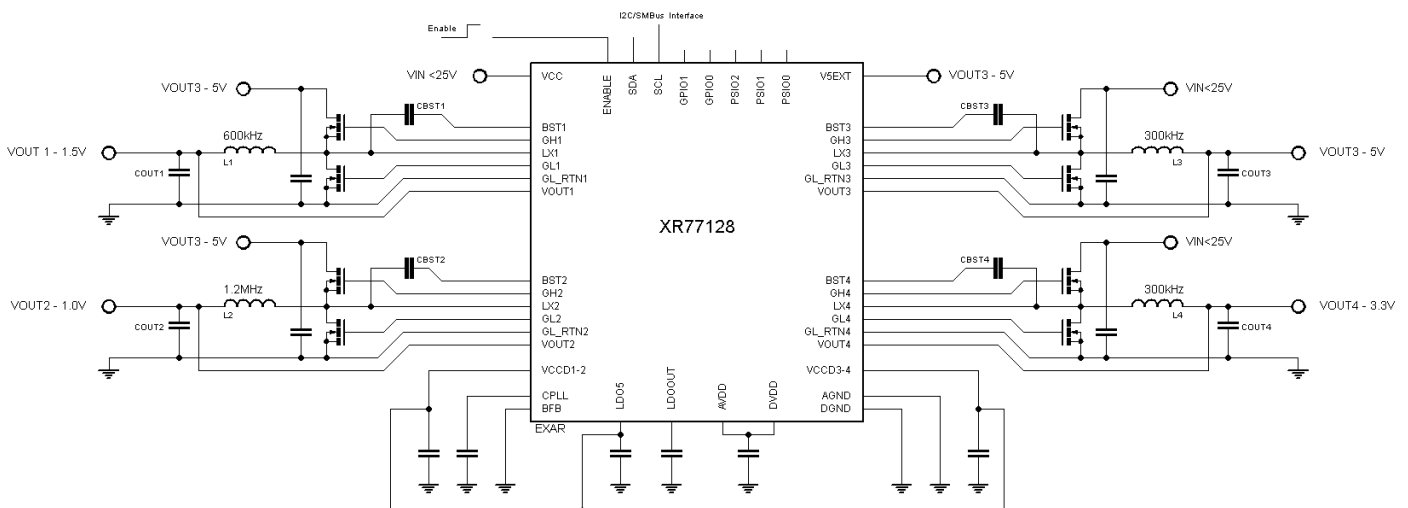 I2C/SMBus Interface
Enable
VIN <25V
VCC
ENABLE
SDA
SCL
GPIO1
GPIO0
PSIO2
PSIO1
PSIO0
V5EXT
VOUT3 - 5V
VOUT3 - 5V
CBST1
BST1
GH1
LX1
GL1
GL_RTN1
VOUT1
600kHz
L1
VOUT 1 - 1.5V
COUT1
CBST3
BST3
GH3
LX3
GL3
GL_RTN3
VOUT3
VIN<25V
300kHz
L3
VOUT3 - 5V
COUT3
XR77128
VOUT3 - 5V
CBST2
BST2
GH2
LX2
GL2
GL_RTN2
VOUT2
1.2MHz
L2
VOUT2 - 1.0V
COUT2
CBST4
BST4
GH4
LX4
GL4
GL_RTN4
VOUT4
VIN<25V
300kHz
L4
VOUT4 - 3.3V
COUT4
VCCD1-2
CPLL
BFB
LDO5
LDOOUT
AVDD
DVDD
VCCD3-4
AGND
DGND
EXAR